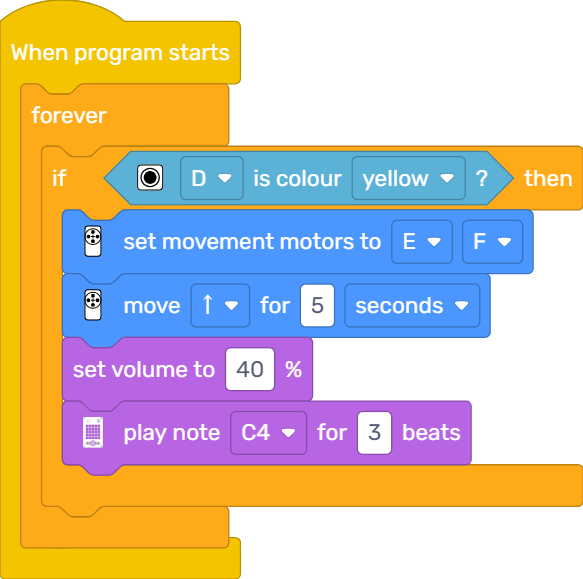 When program starts
forever
if D is colour yellow ? then
set movement motors to E F
move ↑ for 5 seconds
set volume to 40 %
play note C4 for 3 beats